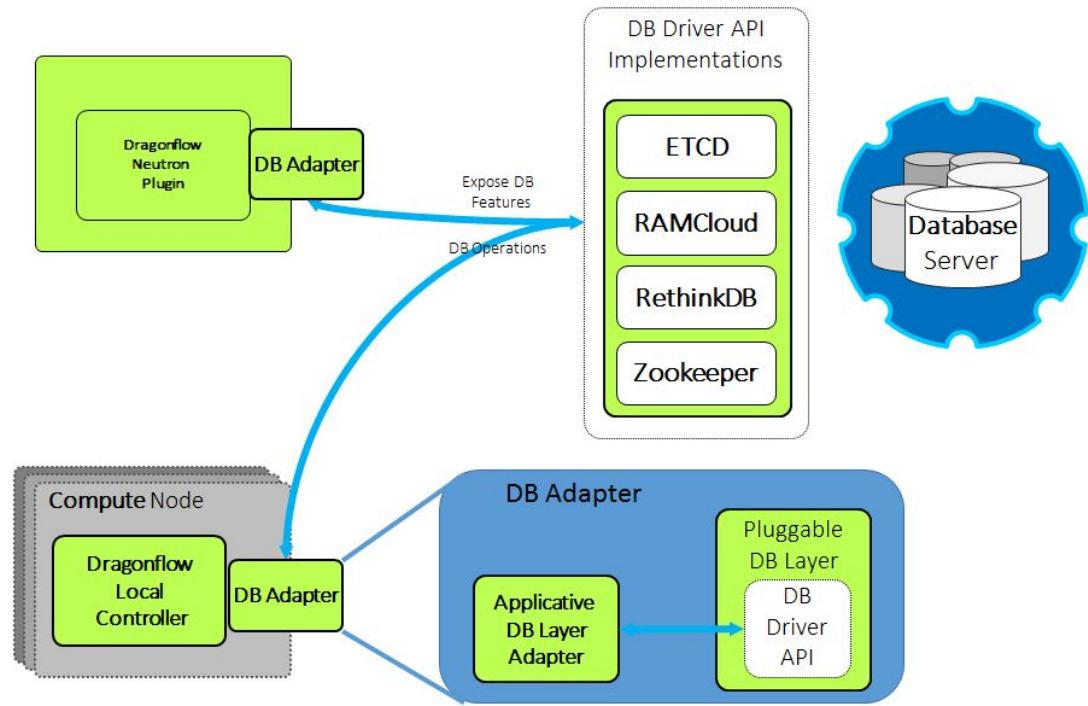 DB Driver API
Implementations
Dragonflow
Neutron
Plugin
DB Adapter
Expose DB
Features
DB Operations
ETCD
RAMCloud
RethinkDB
Zookeeper
Database
Server
Compute Node
Dragonflow
Local
Controller
DB Adapter
DB Adapter
Applicative
DB Layer
Adapter
Pluggable
DB Layer
DB
Driver
API